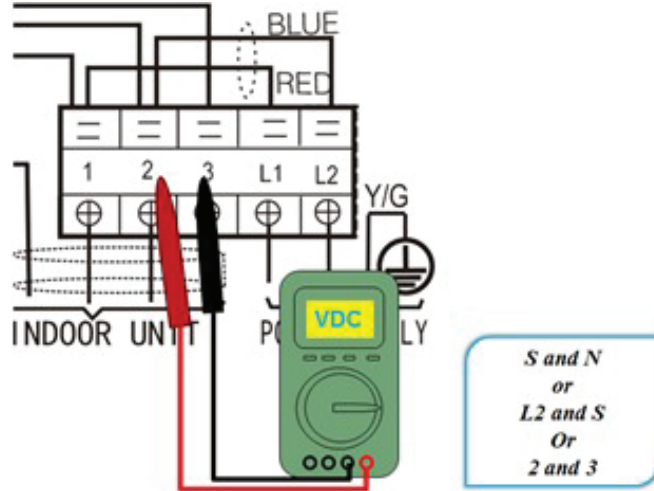 BLUE
RED
1 2 3 L1 L2
Y/G
VDC
INDOOR UNIT
S and N
or
L2 and S
Or
2 and 3